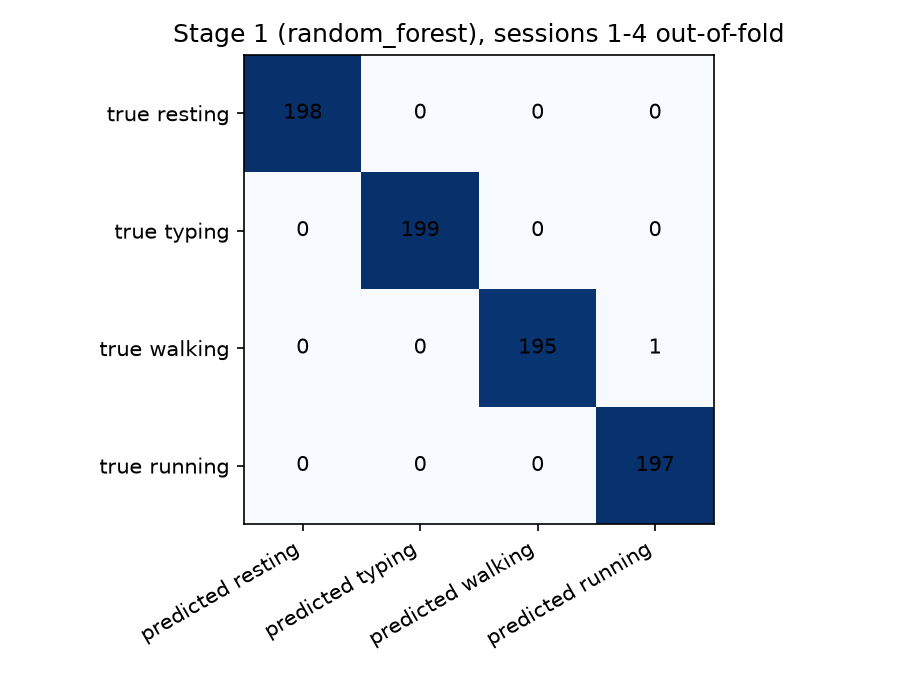 Stage 1 (random_forest), sessions 1-4 out-of-fold
true resting 198 0 0 0
true typing 0 199 0 0
true walking 0 0 195 1
true running 0 0 0 197
predicted resting predicted typing predicted walking predicted running